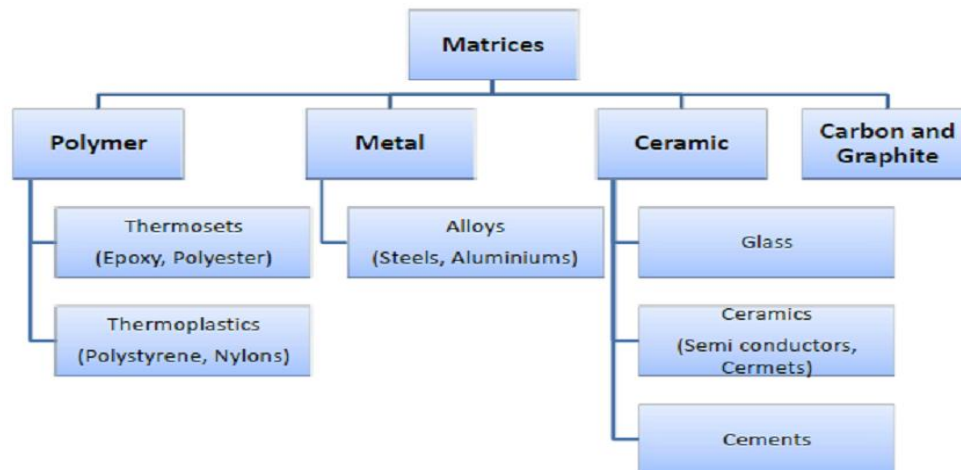 Matrices
Polymer
Metal
Ceramic
Carbon and
Graphite
Thermosets
(Epoxy, Polyester)
Thermoplastics
(Polystyrene, Nylons)
Alloys
(Steels, Aluminiums)
Glass
Ceramics
(Semi conductors,
Cermets)
Cements